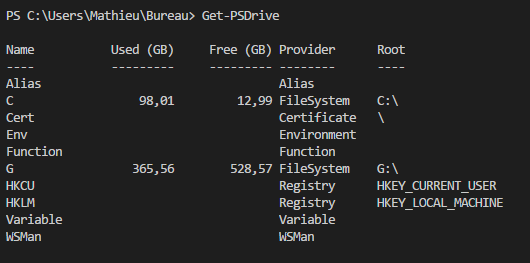 PS C:\Users\Mathieu\Bureau> Get-PSDrive
Name Used (GB) Free (GB) Provider Root
---- --------- --------- -------- ----
Alias Alias
C 98,01 12,99 FileSystem C:\
Cert Certificate \
Env Environment
Function Function
G 365,56 528,57 FileSystem G:\
HKCU Registry HKEY_CURRENT_USER
HKLM Registry HKEY_LOCAL_MACHINE
Variable Variable
WSMan WSMan